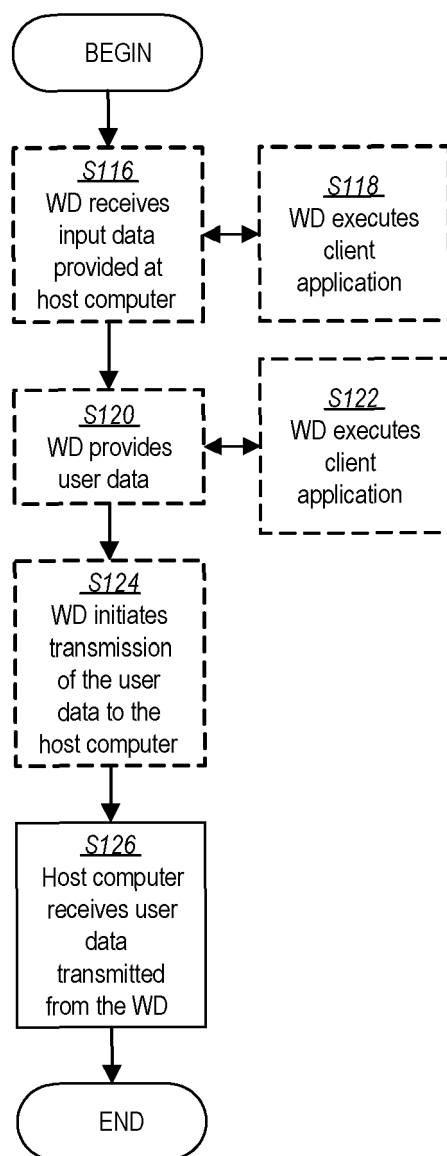 BEGIN
S116
WD receives
input data
provided at
host computer
S118
WD executes
client
application
S120
WD provides
user data
S122
WD executes
client
application
S124
WD initiates
transmission
of the user
data to the
host computer
S126
Host computer
receives user
data
transmitted
from the WD
END